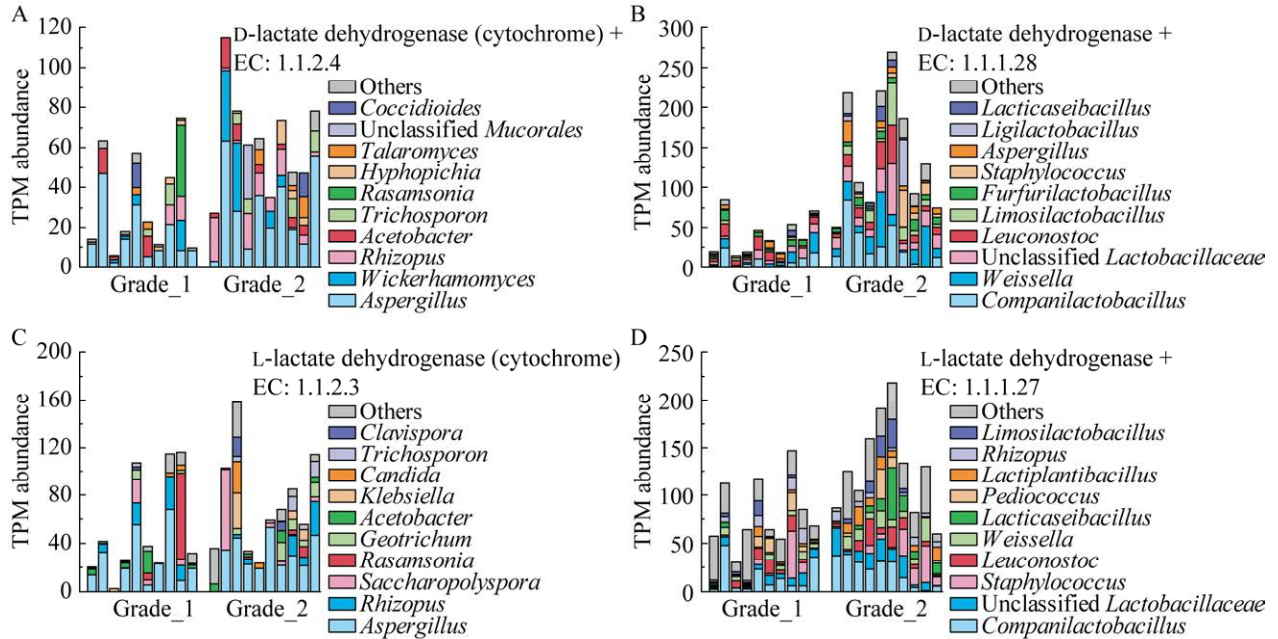 A
D-lactate dehydrogenase (cytochrome) +
EC: 1.1.2.4
TPM abundance
120
100
80
60
40
20
0
Others
Coccidioides
Unclassified Mucorales
Talaromyces
Hyphopichia
Rasamsonia
Trichosporon
Acetobacter
Rhizopus
Wickerhamomyces
Aspergillus
Grade_1 Grade_2
B
D-lactate dehydrogenase +
EC: 1.1.1.28
TPM abundance
300
250
200
150
100
50
0
Others
Lacticaseibacillus
Ligilactobacillus
Aspergillus
Staphylococcus
Furfurilactobacillus
Limosilactobacillus
Leuconostoc
Unclassified Lactobacillaceae
Weissella
Companilactobacillus
Grade_1 Grade_2
C
L-lactate dehydrogenase (cytochrome)
EC: 1.1.2.3
TPM abundance
200
160
120
80
40
0
Others
Clavispora
Trichosporon
Candida
Klebsiella
Acetobacter
Geotrichum
Rasamsonia
Saccharopolyspora
Rhizopus
Aspergillus
Grade_1 Grade_2
D
L-lactate dehydrogenase +
EC: 1.1.1.27
TPM abundance
250
200
150
100
50
0
Others
Limosilactobacillus
Rhizopus
Lactiplantibacillus
Pediococcus
Lacticaseibacillus
Weissella
Leuconostoc
Staphylococcus
Unclassified Lactobacillaceae
Companilactobacillus
Grade_1 Grade_2